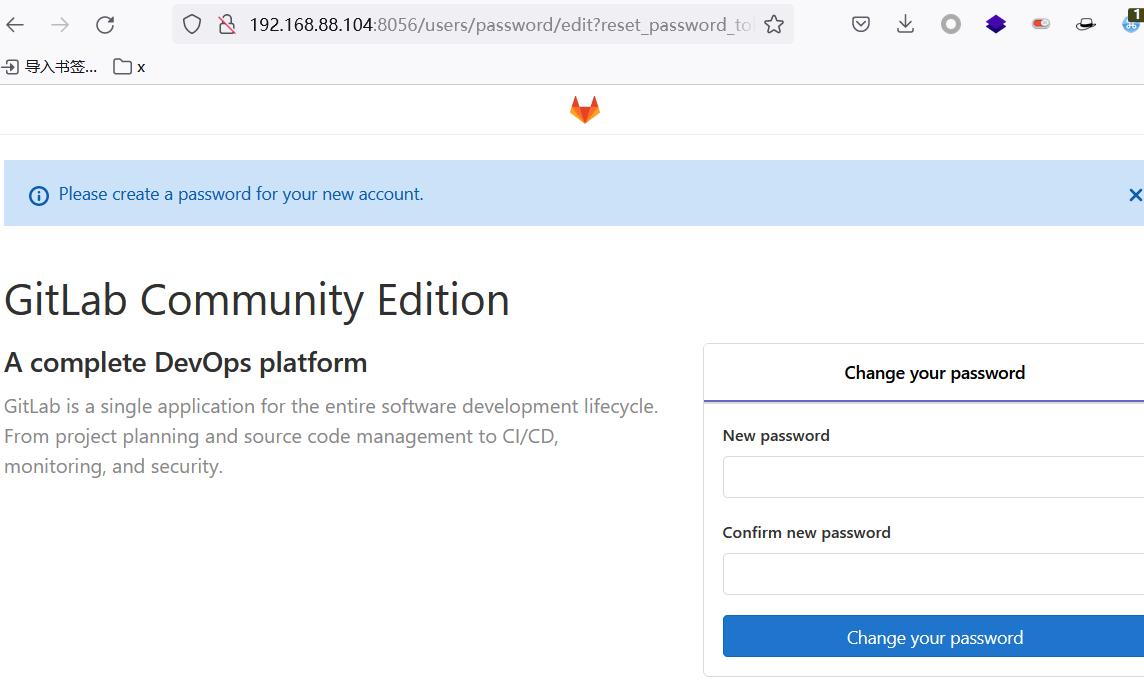 192.168.88.104:8056/users/password/edit?reset_password_to
1
导入书签... x
Please create a password for your new account.
GitLab Community Edition
A complete DevOps platform
GitLab is a single application for the entire software development lifecycle.
From project planning and source code management to CI/CD,
monitoring, and security.
Change your password
New password
Confirm new password
Change your password